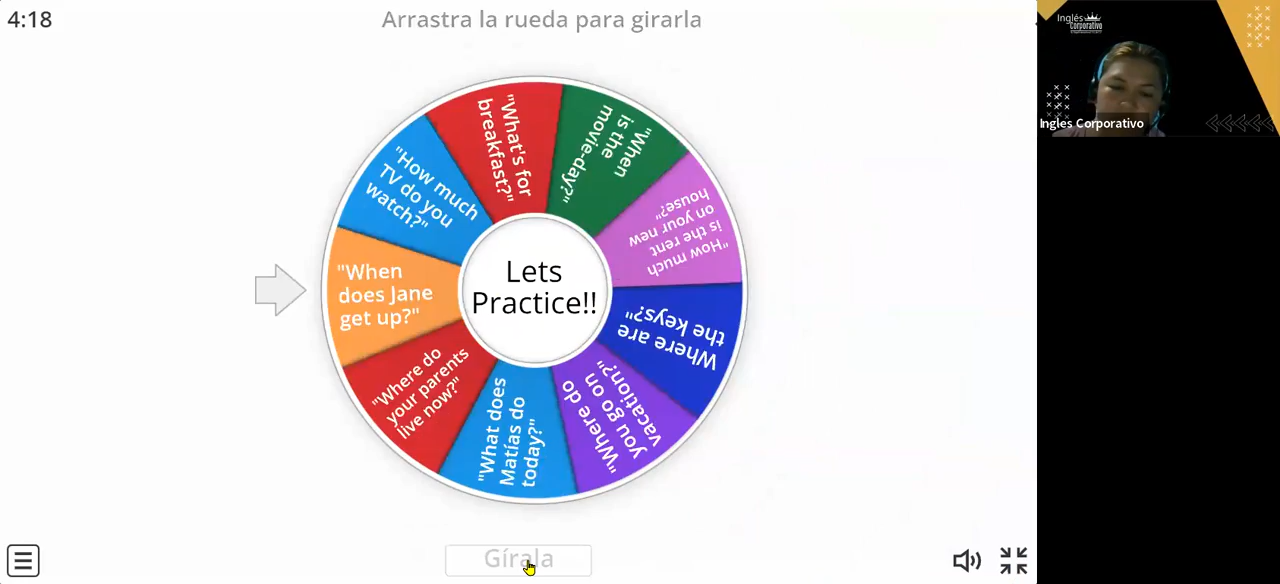 4:18
Arrastra la rueda para girarla
Inglés
Corporativo
Ingles Corporativo
"What's for
breakfast?"
"When
is the
movie-day?"
"How much
is the rent
on your new
house?"
Where are
the keys?"
"Where do
you go on
vacation?"
"What does
Matías do
today?"
"Where do
your parents
live now?"
"When
does Jane
get up?"
"How much
TV do you
watch?"
Lets
Practice!!
Gírala